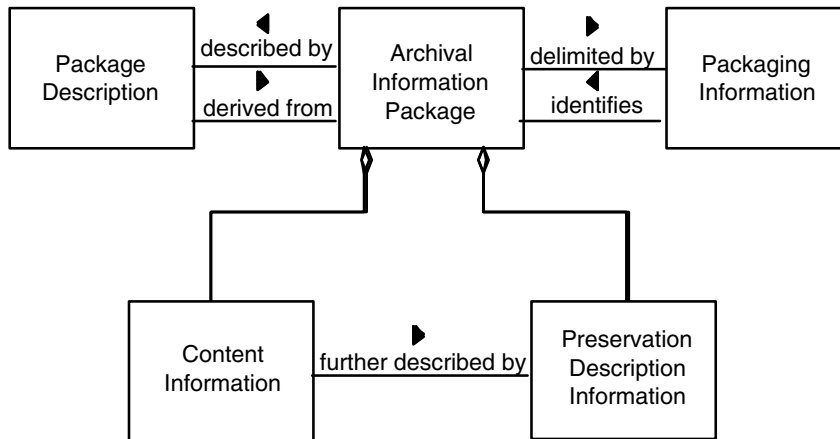 Package
Description
described by
derived from
Archival
Information
Package
delimited by
identifies
Packaging
Information
Content
Information
further described by
Preservation
Description
Information